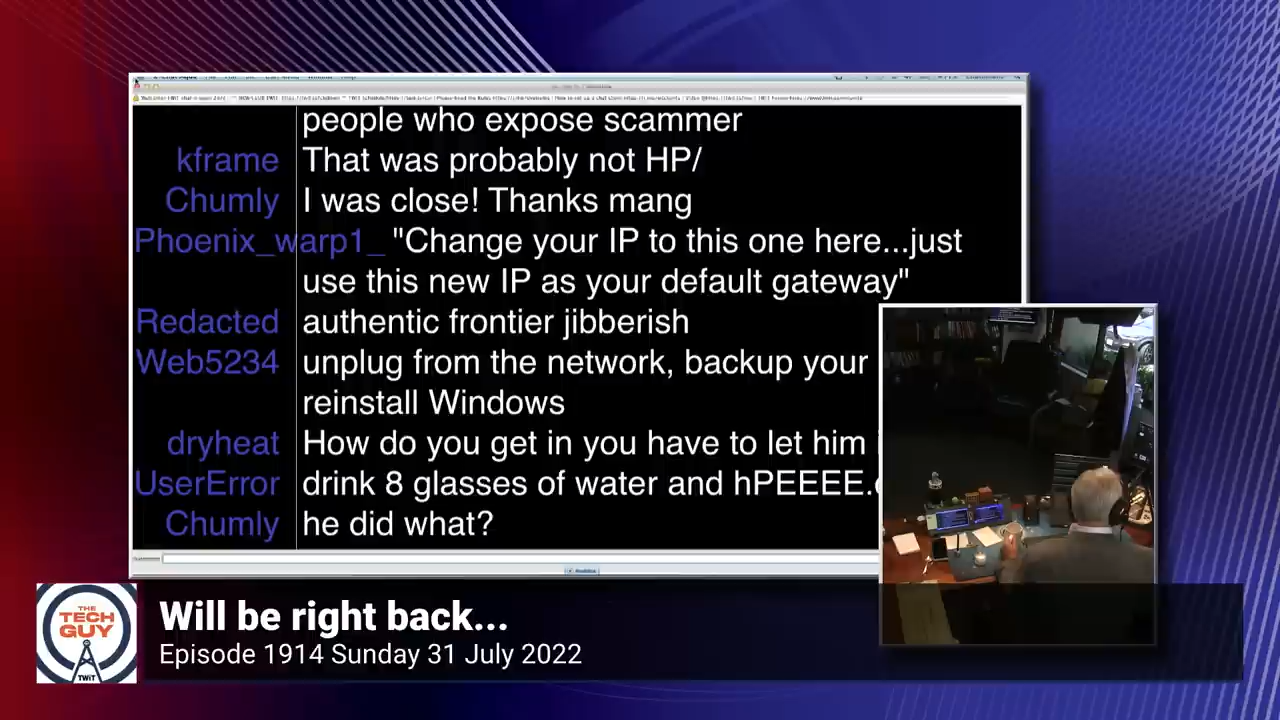 people who expose scammer
kframe That was probably not HP/
Chumly I was close! Thanks mang
Phoenix_warp1_ "Change your IP to this one here...just
use this new IP as your default gateway"
Redacted authentic frontier jibberish
Web5234 unplug from the network, backup your
reinstall Windows
dryheat How do you get in you have to let him
UserError drink 8 glasses of water and hPEEEE.
Chumly he did what?
THE
TECH
GUY
TWiT
Will be right back...
Episode 1914 Sunday 31 July 2022